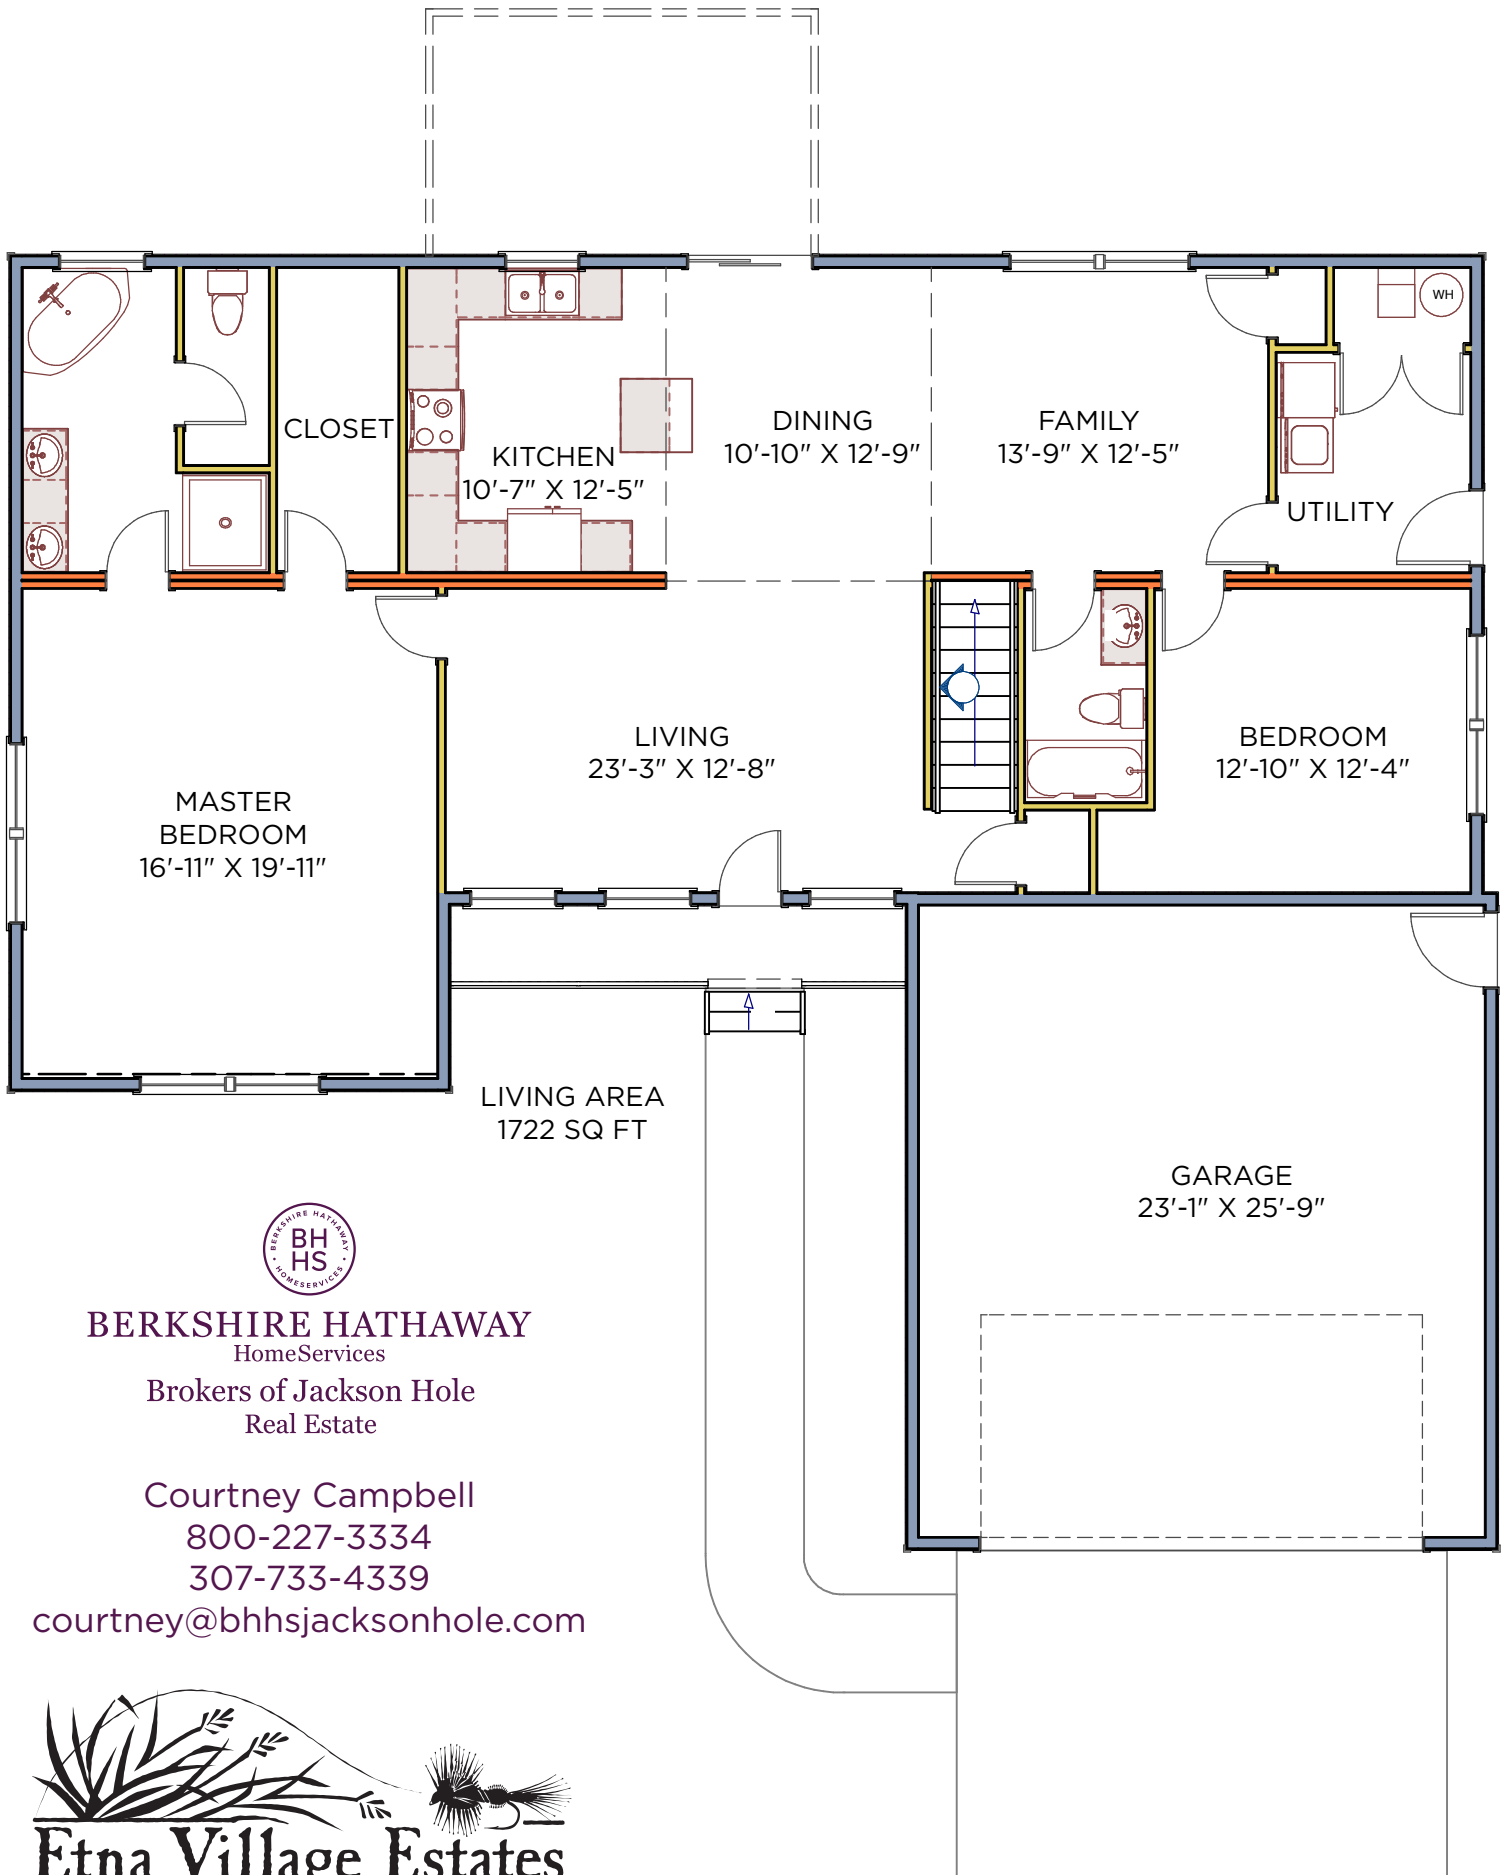 WH
CLOSET
KITCHEN
10'-7" X 12'-5"
DINING
10'-10" X 12'-9"
FAMILY
13'-9" X 12'-5"
UTILITY
LIVING
23'-3" X 12'-8"
BEDROOM
12'-10" X 12'-4"
MASTER
BEDROOM
16'-11" X 19'-11"
LIVING AREA
1722 SQ FT
GARAGE
23'-1" X 25'-9"
BERKSHIRE HATHAWAY
BH
HS
HOMESERVICES
BERKSHIRE HATHAWAY
HomeServices
Brokers of Jackson Hole
Real Estate
Courtney Campbell
800-227-3334
307-733-4339
courtney@bhhsjacksonhole.com
Etna Village Estates